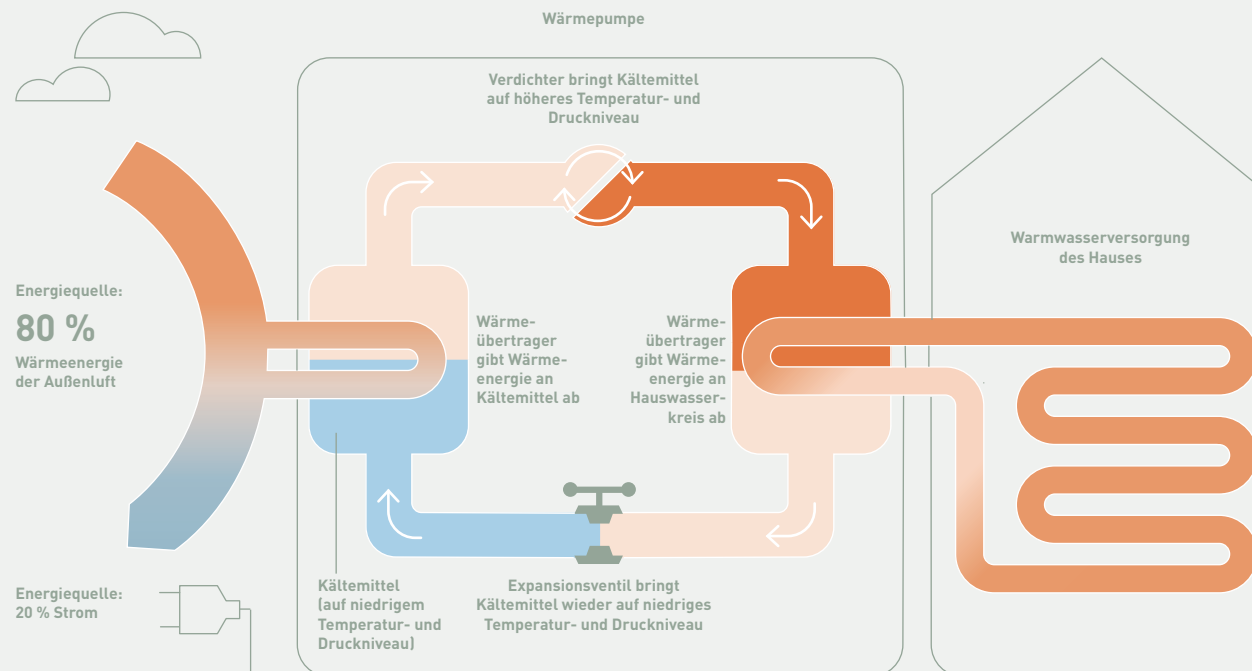 Wärmepumpe
Verdichter bringt Kältemittel
auf höheres Temperatur- und
Druckniveau
Energiequelle:
80 %
Wärmeenergie
der Außenluft
Wärme-
übertrager
gibt Wärme-
energie an
Kältemittel ab
Wärme-
übertrager
gibt Wärme-
energie an
Hauswasser-
kreis ab
Warmwasserversorgung
des Hauses
Energiequelle:
20 % Strom
Kältemittel
(auf niedrigem
Temperatur- und
Druckniveau)
Expansionsventil bringt
Kältemittel wieder auf niedriges
Temperatur- und Druckniveau